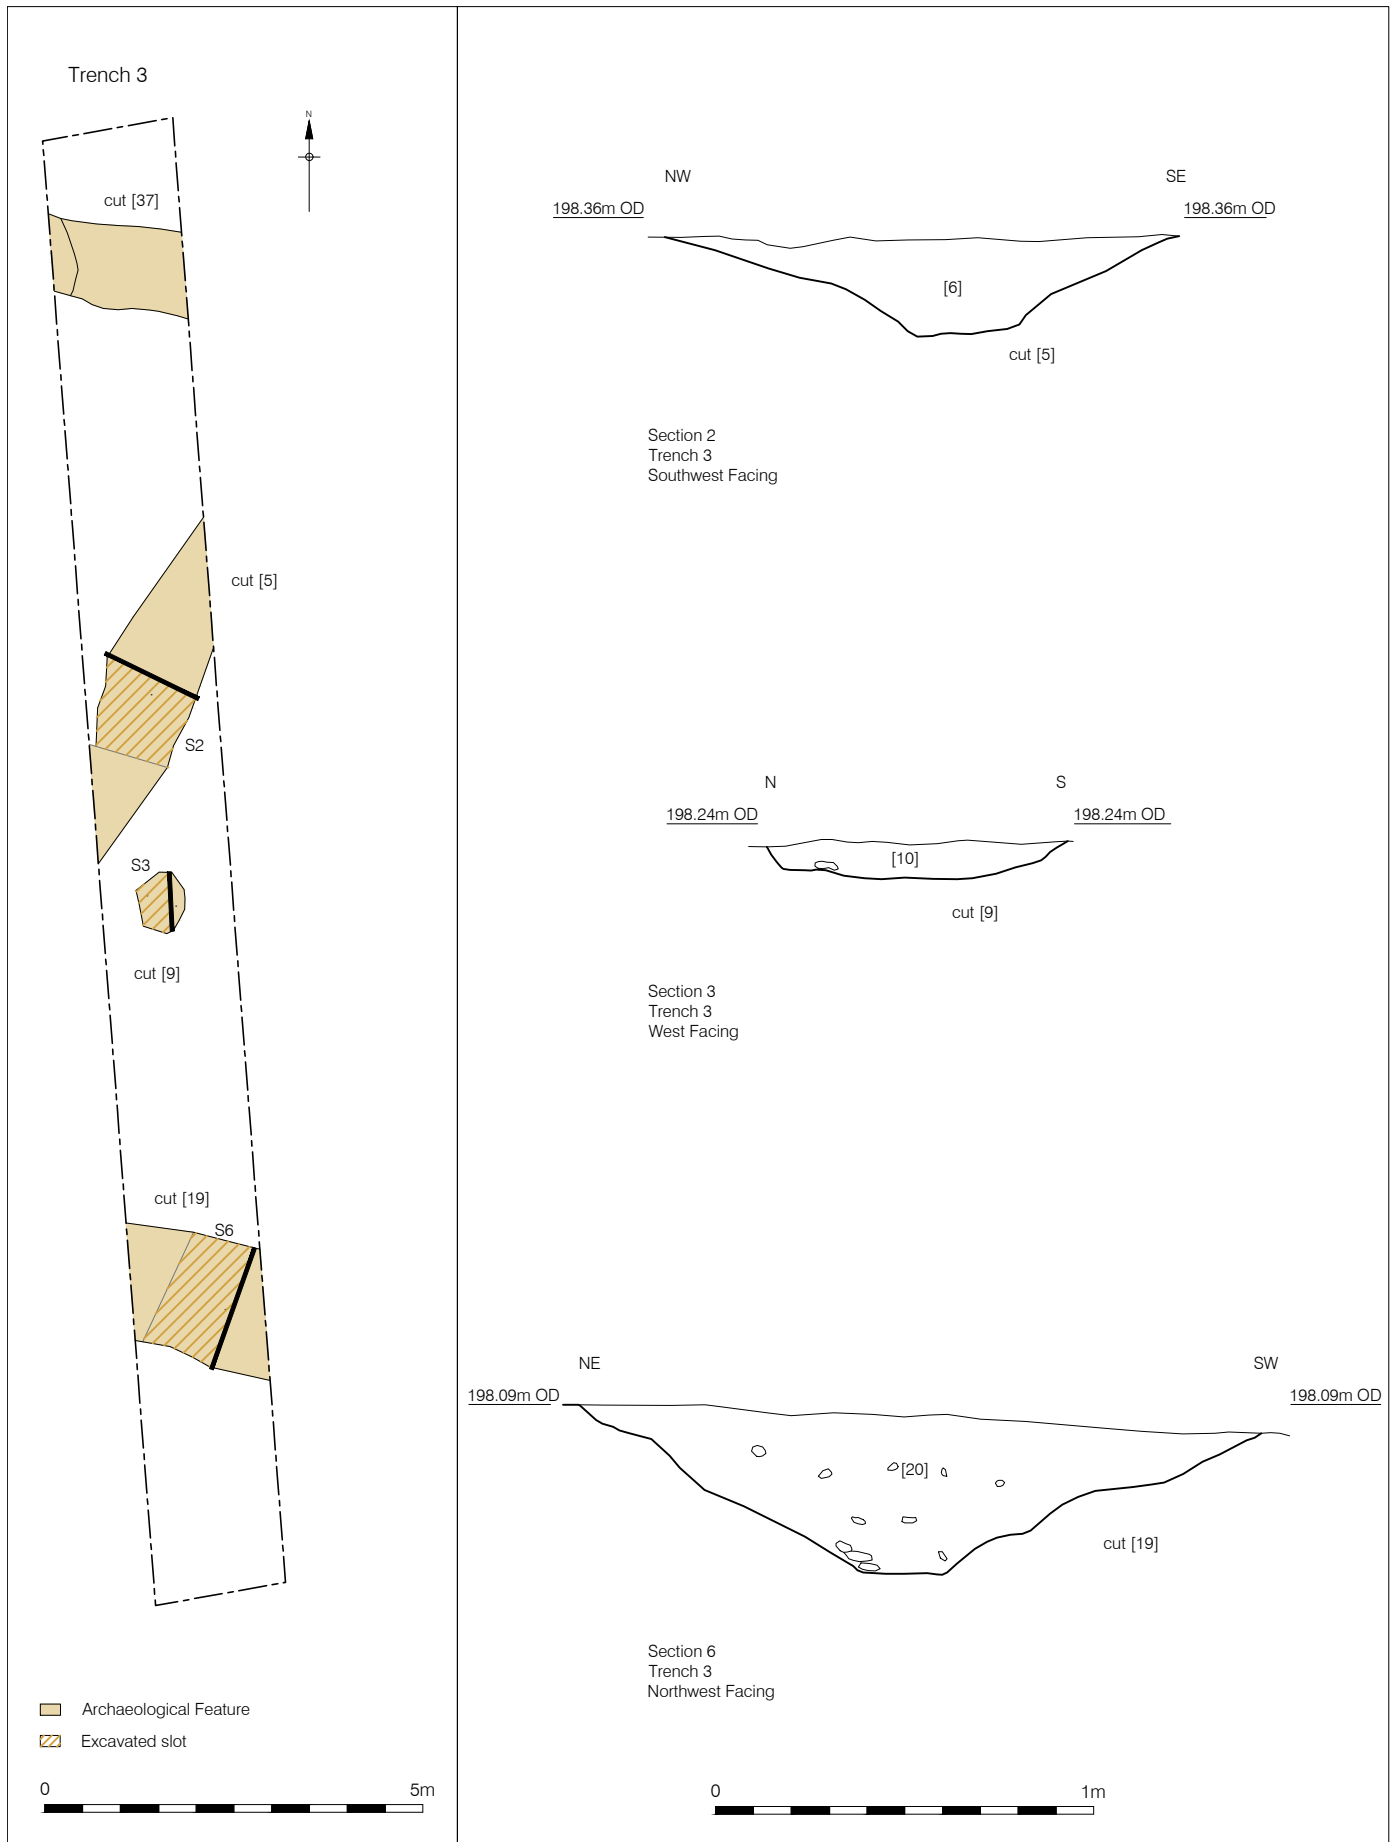 Trench 3
N
cut [37]
cut [5]
S2
S3
cut [9]
cut [19]
S6
Archaeological Feature
Excavated slot
0 5m
NW SE
198.36m OD 198.36m OD
[6]
cut [5]
Section 2
Trench 3
Southwest Facing
N S
198.24m OD 198.24m OD
[10]
cut [9]
Section 3
Trench 3
West Facing
NE SW
198.09m OD 198.09m OD
[20]
cut [19]
Section 6
Trench 3
Northwest Facing
0 1m